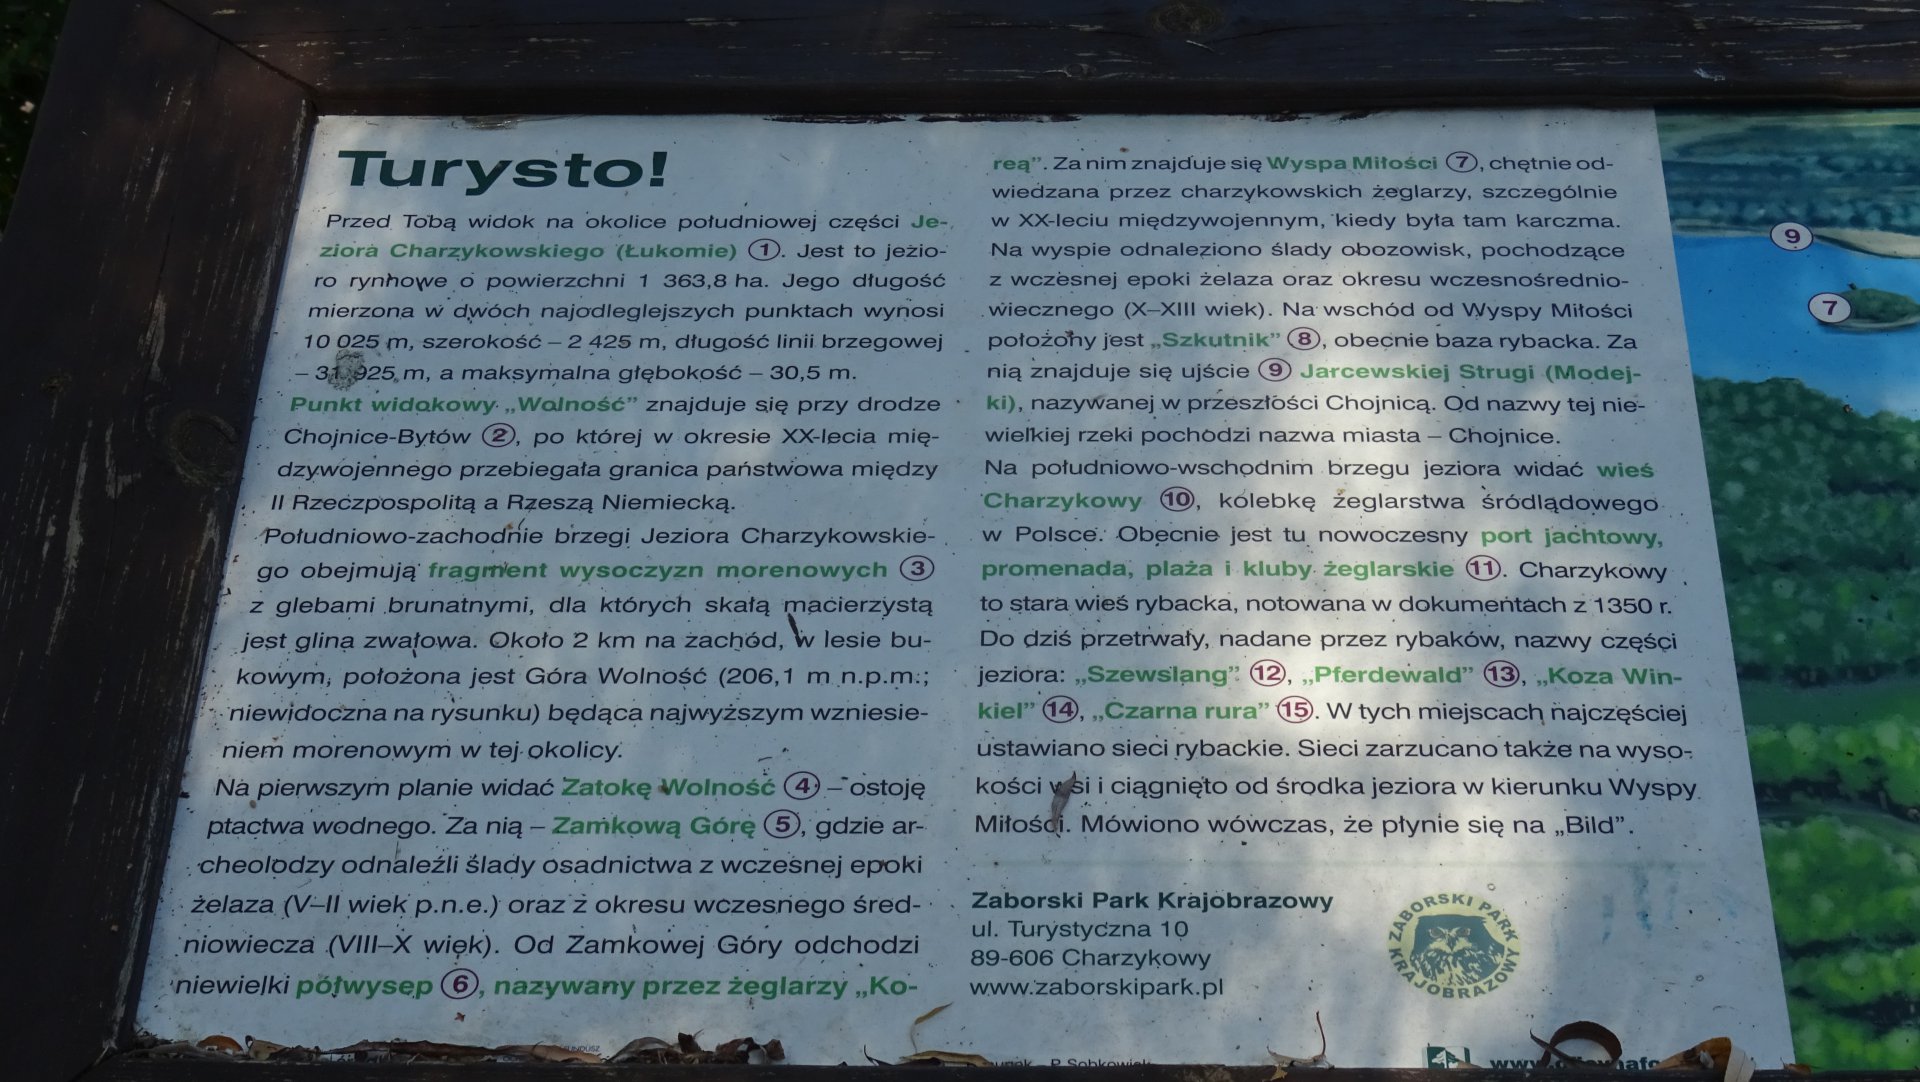 Turysto!
Przed Tobą widok na okolice południowej części Je-
ziora Charzykowskiego (Łukomie) 1. Jest to jezio-
ro rynnowe o powierzchni 1 363,8 ha. Jego długość
mierzona w dwóch najodleglejszych punktach wynosi
10 025 m, szerokość – 2 425 m, długość linii brzegowej
– 31 925 m, a maksymalna głębokość – 30,5 m.
Punkt widokowy „Wolność” znajduje się przy drodze
Chojnice-Bytów 2, po której w okresie XX-lecia mię-
dzywojennego przebiegała granica państwowa między
II Rzeczpospolitą a Rzeszą Niemiecką.
Południowo-zachodnie brzegi Jeziora Charzykowskie-
go obejmują fragment wysoczyzn morenowych 3
z glebami brunatnymi, dla których skałą macierzystą
jest glina zwałowa. Około 2 km na zachód, w lesie bu-
kowym, położona jest Góra Wolność (206,1 m n.p.m.;
niewidoczna na rysunku) będąca najwyższym wzniesie-
niem morenowym w tej okolicy.
Na pierwszym planie widać Zatokę Wolność 4 – ostoję
ptactwa wodnego. Za nią – Zamkową Górę 5, gdzie ar-
cheolodzy odnaleźli ślady osadnictwa z wczesnej epoki
żelaza (V–II wiek p.n.e.) oraz z okresu wczesnego śred-
niowiecza (VIII–X wiek). Od Zamkowej Góry odchodzi
niewielki półwysep 6, nazywany przez żeglarzy „Ko-
reą”. Za nim znajduje się Wyspa Miłości 7, chętnie od-
wiedzana przez charzykowskich żeglarzy, szczególnie
w XX-leciu międzywojennym, kiedy była tam karczma.
Na wyspie odnaleziono ślady obozowisk, pochodzące
z wczesnej epoki żelaza oraz okresu wczesnośrednio-
wiecznego (X–XIII wiek). Na wschód od Wyspy Miłości
położony jest „Szkutnik” 8, obecnie baza rybacka. Za
nią znajduje się ujście 9 Jarcewskiej Strugi (Modej-
ki), nazywanej w przeszłości Chojnicą. Od nazwy tej nie-
wielkiej rzeki pochodzi nazwa miasta – Chojnice.
Na południowo-wschodnim brzegu jeziora widać wieś
Charzykowy 10, kolebkę żeglarstwa śródlądowego
w Polsce. Obecnie jest tu nowoczesny port jachtowy,
promenada, plaża i kluby żeglarskie 11. Charzykowy
to stara wieś rybacka, notowana w dokumentach z 1350 r.
Do dziś przetrwały, nadane przez rybaków, nazwy części
jeziora: „Szewslang” 12, „Pferdewald” 13, „Koza Win-
kiel” 14, „Czarna rura” 15. W tych miejscach najczęściej
ustawiano sieci rybackie. Sieci zarzucano także na wyso-
kości wsi i ciągnięto od środka jeziora w kierunku Wyspy
Miłości. Mówiono wówczas, że płynie się na „Bild”.
Zaborski Park Krajobrazowy
ul. Turystyczna 10
89-606 Charzykowy
www.zaborskipark.pl
ZABORSKI PARK KRAJOBRAZOWY
P. Sobkowiak
9
7